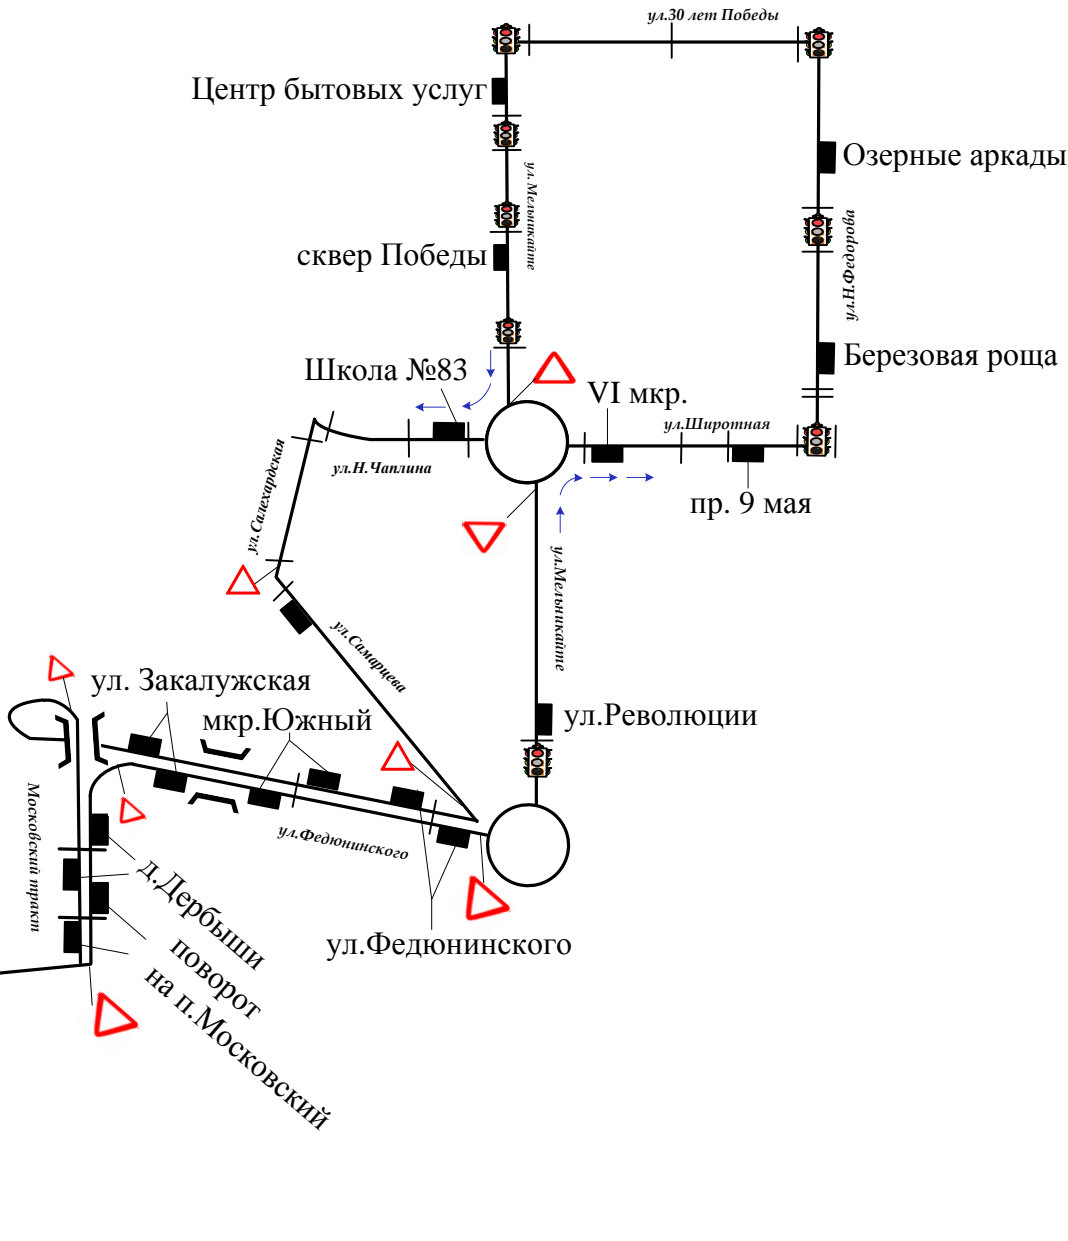 ул.30 лет Победы
Центр бытовых услуг
ул. Мельникайте
Озерные аркады
сквер Победы
ул.Н.Федорова
Березовая роща
Школа №83
VI мкр.
ул.Широтная
ул.Н.Чаплина
ул.Салехардская
пр. 9 мая
ул.Мельникайте
ул.Самарцева
ул. Закалужская
мкр.Южный
ул.Революции
Московский тракт
ул.Федюнинского
д.Дербыши
ул.Федюнинского
поворот
на п.Московский